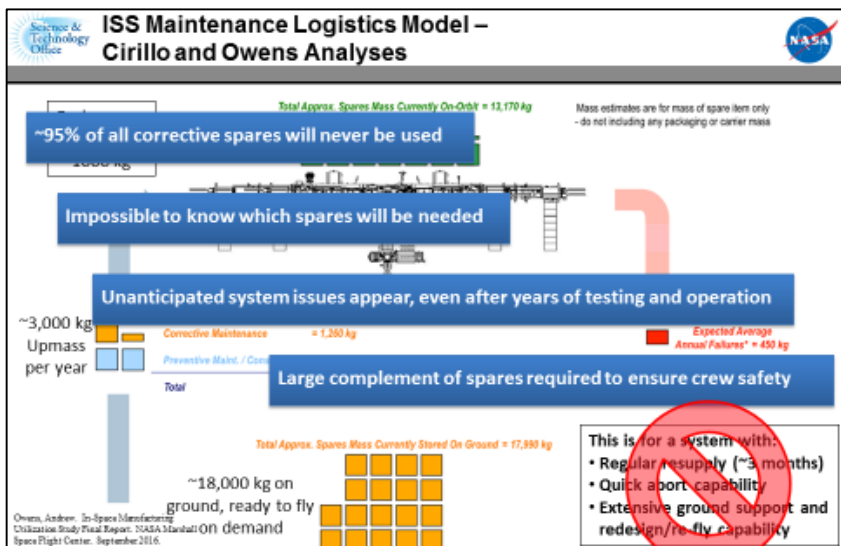 Science &
Technology
Office
ISS Maintenance Logistics Model –
Cirillo and Owens Analyses
NASA
Total Approx. Spares Mass Currently On-Orbit = 13,170 kg
Mass estimates are for mass of spare item only
- do not including any packaging or carrier mass
~95% of all corrective spares will never be used
kg
Impossible to know which spares will be needed
Unanticipated system issues appear, even after years of testing and operation
~3,000 kg
Upmass
per year
Corrective Maintenance = 1,260 kg
Preventive Maint. / Cons
Total
Expected Average
Annual Failures* = 450 kg
Large complement of spares required to ensure crew safety
Total Approx. Spares Mass Currently Stored On Ground = 17,990 kg
~18,000 kg on
ground, ready to fly
on demand
This is for a system with:
• Regular resupply (~3 months)
• Quick abort capability
• Extensive ground support and
redesign/re-fly capability
Owens, Andrew. In-Space Manufacturing
Utilization Study Final Report. NASA Marshall
Space Flight Center. September 2016.